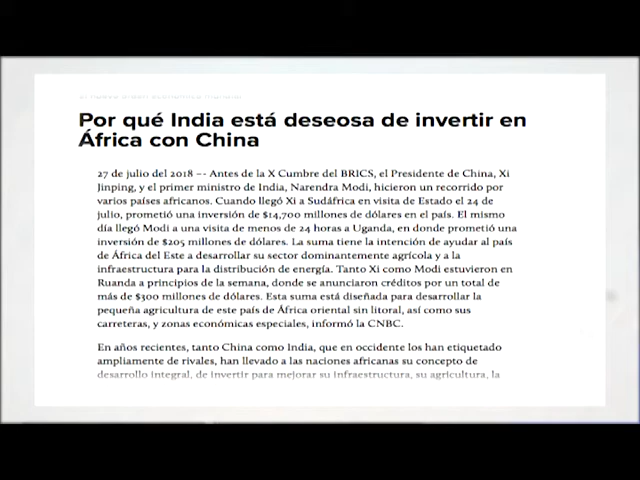 Por qué India está deseosa de invertir en
África con China
27 de julio del 2018 –- Antes de la X Cumbre del BRICS, el Presidente de China, Xi
Jinping, y el primer ministro de India, Narendra Modi, hicieron un recorrido por
varios países africanos. Cuando llegó Xi a Sudáfrica en visita de Estado el 24 de
julio, prometió una inversión de $14,700 millones de dólares en el país. El mismo
día llegó Modi a una visita de menos de 24 horas a Uganda, en donde prometió una
inversión de $205 millones de dólares. La suma tiene la intención de ayudar al país
de África del Este a desarrollar su sector dominantemente agrícola y a la
infraestructura para la distribución de energía. Tanto Xi como Modi estuvieron en
Ruanda a principios de la semana, donde se anunciaron créditos por un total de
más de $300 millones de dólares. Esta suma está diseñada para desarrollar la
pequeña agricultura de este país de África oriental sin litoral, así como sus
carreteras, y zonas económicas especiales, informó la CNBC.
En años recientes, tanto China como India, que en occidente los han etiquetado
ampliamente de rivales, han llevado a las naciones africanas su concepto de
desarrollo integral, de invertir para mejorar su infraestructura, su agricultura, la